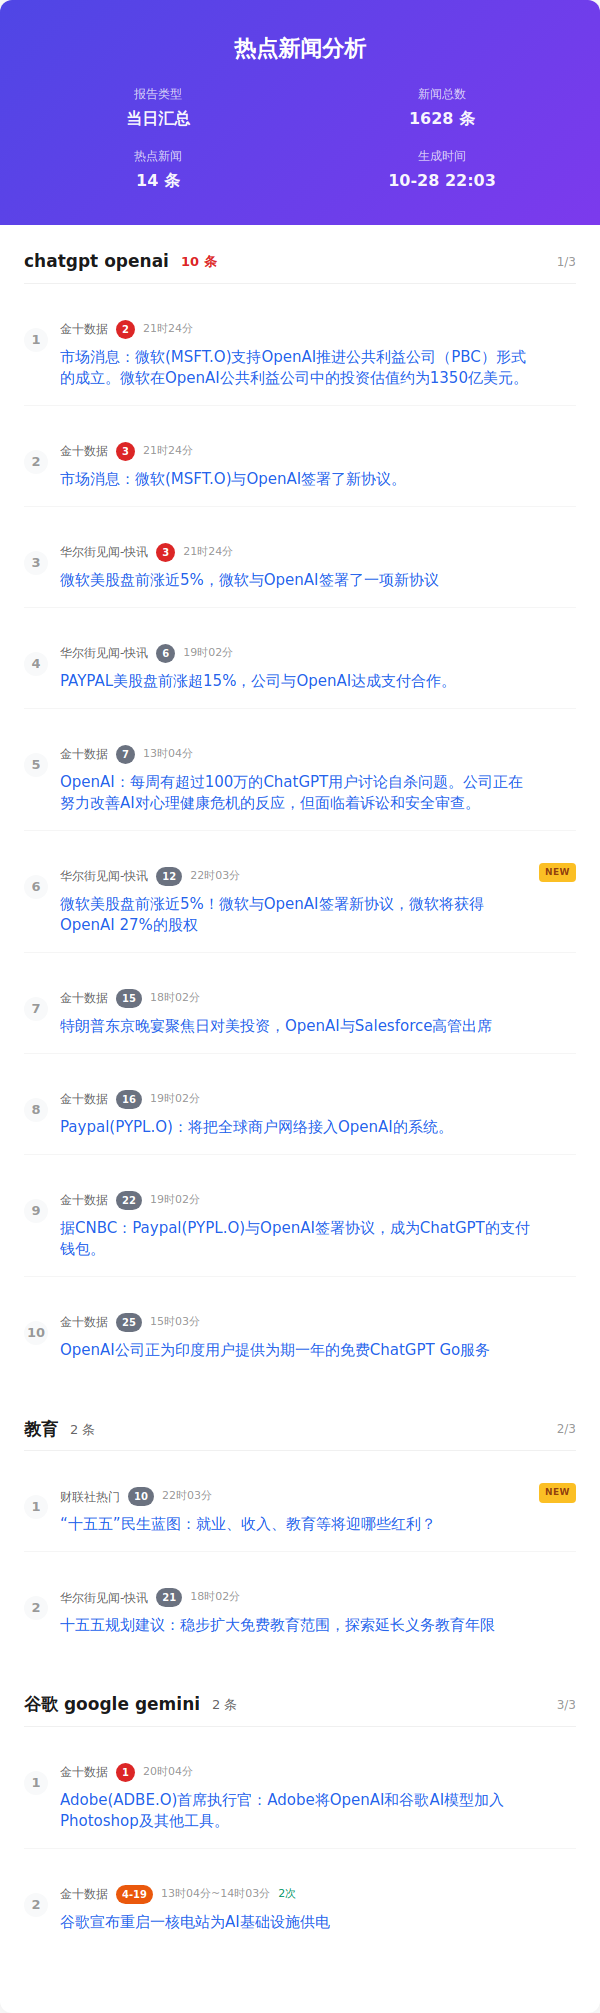 热点新闻分析
报告类型
新闻总数
当日汇总
1628 条
热点新闻
生成时间
14 条
10-28 22:03
chatgpt openai 10 条 1/3
1
金十数据 2 21时24分
市场消息：微软(MSFT.O)支持OpenAI推进公共利益公司（PBC）形式
的成立。微软在OpenAI公共利益公司中的投资估值约为1350亿美元。
2
金十数据 3 21时24分
市场消息：微软(MSFT.O)与OpenAI签署了新协议。
3
华尔街见闻-快讯 3 21时24分
微软美股盘前涨近5%，微软与OpenAI签署了一项新协议
4
华尔街见闻-快讯 6 19时02分
PAYPAL美股盘前涨超15%，公司与OpenAI达成支付合作。
5
金十数据 7 13时04分
OpenAI：每周有超过100万的ChatGPT用户讨论自杀问题。公司正在
努力改善AI对心理健康危机的反应，但面临着诉讼和安全审查。
6
华尔街见闻-快讯 12 22时03分 NEW
微软美股盘前涨近5%！微软与OpenAI签署新协议，微软将获得
OpenAI 27%的股权
7
金十数据 15 18时02分
特朗普东京晚宴聚焦日对美投资，OpenAI与Salesforce高管出席
8
金十数据 16 19时02分
Paypal(PYPL.O)：将把全球商户网络接入OpenAI的系统。
9
金十数据 22 19时02分
据CNBC：Paypal(PYPL.O)与OpenAI签署协议，成为ChatGPT的支付
钱包。
10
金十数据 25 15时03分
OpenAI公司正为印度用户提供为期一年的免费ChatGPT Go服务
教育 2 条 2/3
1
财联社热门 10 22时03分 NEW
“十五五”民生蓝图：就业、收入、教育等将迎哪些红利？
2
华尔街见闻-快讯 21 18时02分
十五五规划建议：稳步扩大免费教育范围，探索延长义务教育年限
谷歌 google gemini 2 条 3/3
1
金十数据 1 20时04分
Adobe(ADBE.O)首席执行官：Adobe将OpenAI和谷歌AI模型加入
Photoshop及其他工具。
2
金十数据 4-19 13时04分~14时03分 2次
谷歌宣布重启一核电站为AI基础设施供电